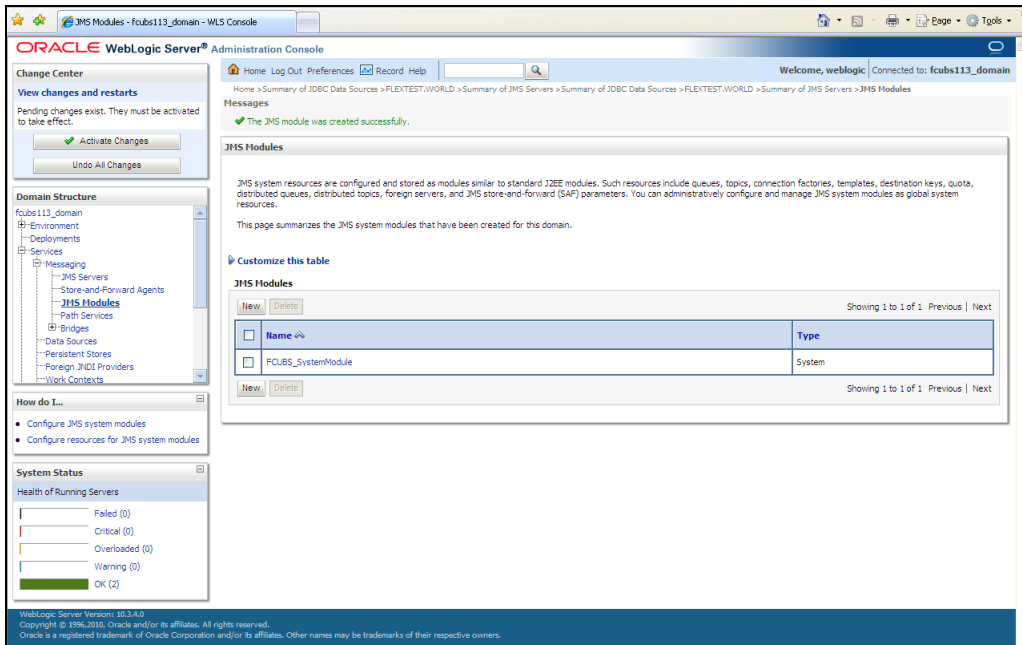 JMS Modules - fcubs113_domain - WLS Console
Page Tools
ORACLE WebLogic Server® Administration Console
Change Center
View changes and restarts
Pending changes exist. They must be activated
to take effect.
Activate Changes
Undo All Changes
Domain Structure
fcubs113_domain
Environment
Deployments
Services
Messaging
JMS Servers
Store-and-Forward Agents
JMS Modules
Path Services
Bridges
Data Sources
Persistent Stores
Foreign JNDI Providers
Work Contexts
How do I...
Configure JMS system modules
Configure resources for JMS system modules
System Status
Health of Running Servers
Failed (0)
Critical (0)
Overloaded (0)
Warning (0)
OK (2)
Home Log Out Preferences Record Help
Welcome, weblogic Connected to: fcubs113_domain
Home >Summary of JDBC Data Sources >FLEXTEST.WORLD >Summary of JMS Servers >Summary of JDBC Data Sources >FLEXTEST.WORLD >Summary of JMS Servers >JMS Modules
Messages
The JMS module was created successfully.
JMS Modules
JMS system resources are configured and stored as modules similar to standard J2EE modules. Such resources include queues, topics, connection factories, templates, destination keys, quota,
distributed queues, distributed topics, foreign servers, and JMS store-and-forward (SAF) parameters. You can administratively configure and manage JMS system modules as global system
resources.
This page summarizes the JMS system modules that have been created for this domain.
Customize this table
JMS Modules
New Delete
Showing 1 to 1 of 1 Previous | Next
Name Type
FCUBS_SystemModule System
New Delete
Showing 1 to 1 of 1 Previous | Next
WebLogic Server Version: 10.3.4.0
Copyright © 1996,2010, Oracle and/or its affiliates. All rights reserved.
Oracle is a registered trademark of Oracle Corporation and/or its affiliates. Other names may be trademarks of their respective owners.